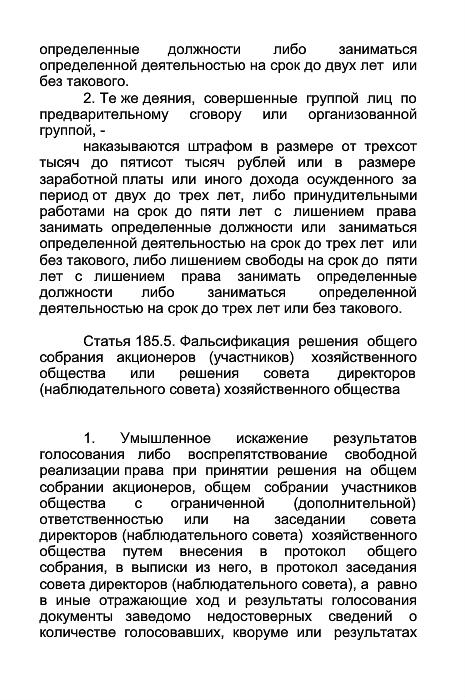 определенные должности либо заниматься
определенной деятельностью на срок до двух лет или
без такового.
2. Те же деяния, совершенные группой лиц по
предварительному сговору или организованной
группой, -
наказываются штрафом в размере от трехсот
тысяч до пятисот тысяч рублей или в размере
заработной платы или иного дохода осужденного за
период от двух до трех лет, либо принудительными
работами на срок до пяти лет с лишением права
занимать определенные должности или заниматься
определенной деятельностью на срок до трех лет или
без такового, либо лишением свободы на срок до пяти
лет с лишением права занимать определенные
должности либо заниматься определенной
деятельностью на срок до трех лет или без такового.
Статья 185.5. Фальсификация решения общего
собрания акционеров (участников) хозяйственного
общества или решения совета директоров
(наблюдательного совета) хозяйственного общества
1. Умышленное искажение результатов
голосования либо воспрепятствование свободной
реализации права при принятии решения на общем
собрании акционеров, общем собрании участников
общества с ограниченной (дополнительной)
ответственностью или на заседании совета
директоров (наблюдательного совета) хозяйственного
общества путем внесения в протокол общего
собрания, в выписки из него, в протокол заседания
совета директоров (наблюдательного совета), а равно
в иные отражающие ход и результаты голосования
документы заведомо недостоверных сведений о
количестве голосовавших, кворуме или результатах